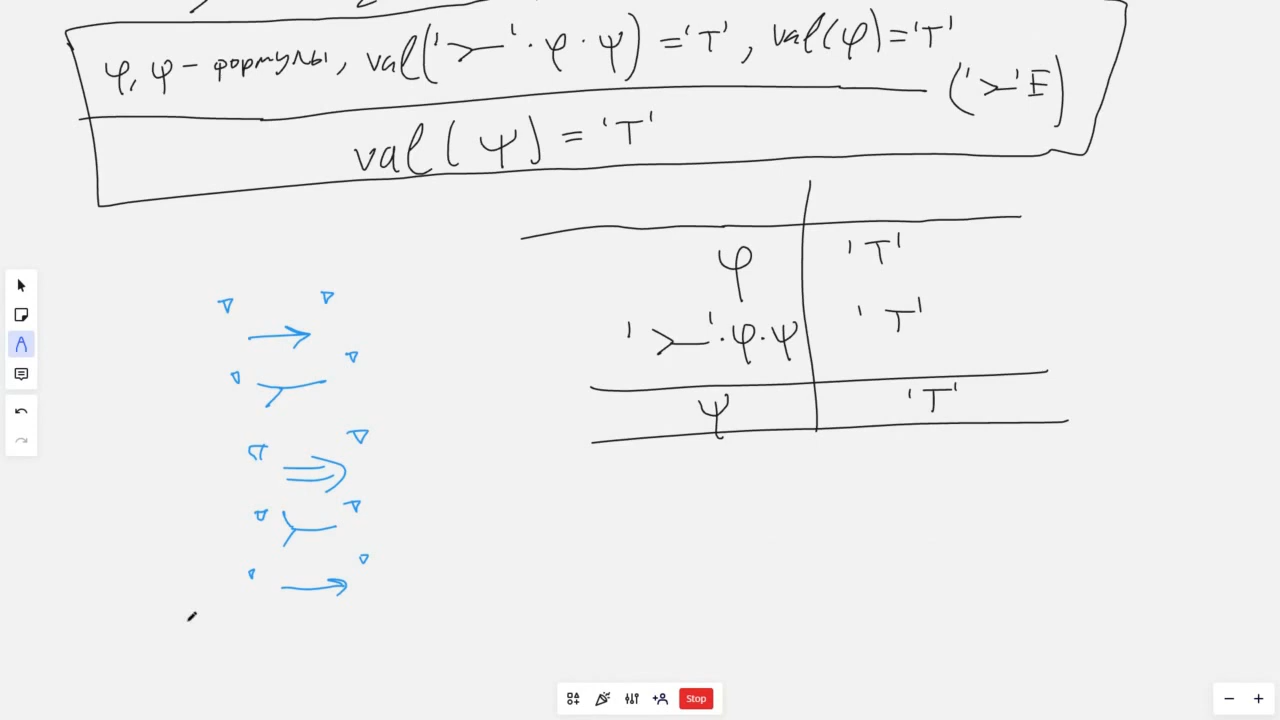 φ, ψ – формулы, val('>—' · φ · ψ) = 'T', val(φ) = 'T'
('>—'E)
val(ψ) = 'T'
φ 'T'
'>—' · φ · ψ 'T'
ψ 'T'
Stop